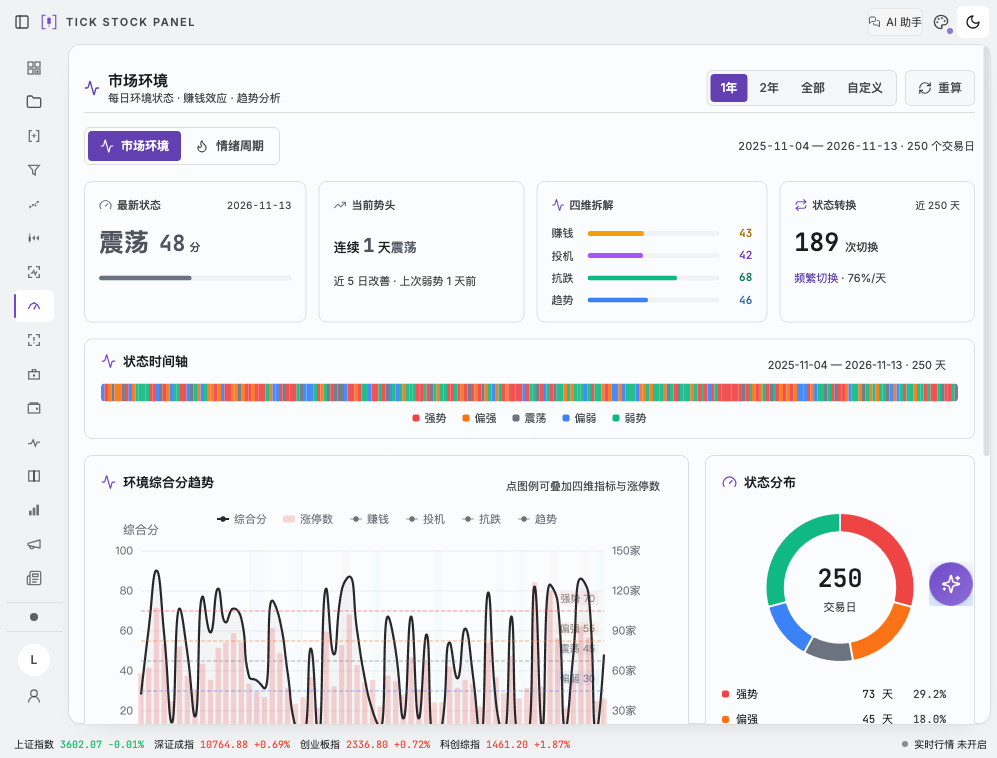 TICK STOCK PANEL
AI 助手
市场环境
每日环境状态 · 赚钱效应 · 趋势分析
1年 2年 全部 自定义 重算
市场环境 情绪周期
2025-11-04 — 2026-11-13 · 250 个交易日
最新状态 2026-11-13
震荡 48 分
当前势头
连续 1 天震荡
近 5 日改善 · 上次弱势 1 天前
四维拆解
赚钱 43
投机 42
抗跌 68
趋势 46
状态转换 近 250 天
189 次切换
频繁切换 · 76%/天
状态时间轴 2025-11-04 — 2026-11-13 · 250 天
强势 偏强 震荡 偏弱 弱势
环境综合分趋势 点图例可叠加四维指标与涨停数
综合分 涨停数 赚钱 投机 抗跌 趋势
综合分
100 150家
80 120家
强势 70
60 90家
偏强 55
震荡 45
40 60家
偏弱 30
20 30家
状态分布
250
交易日
强势 73 天 29.2%
偏强 45 天 18.0%
L
上证指数 3602.07 -0.01% 深证成指 10764.88 +0.69% 创业板指 2336.80 +0.72% 科创综指 1461.20 +1.87%
实时行情 未开启